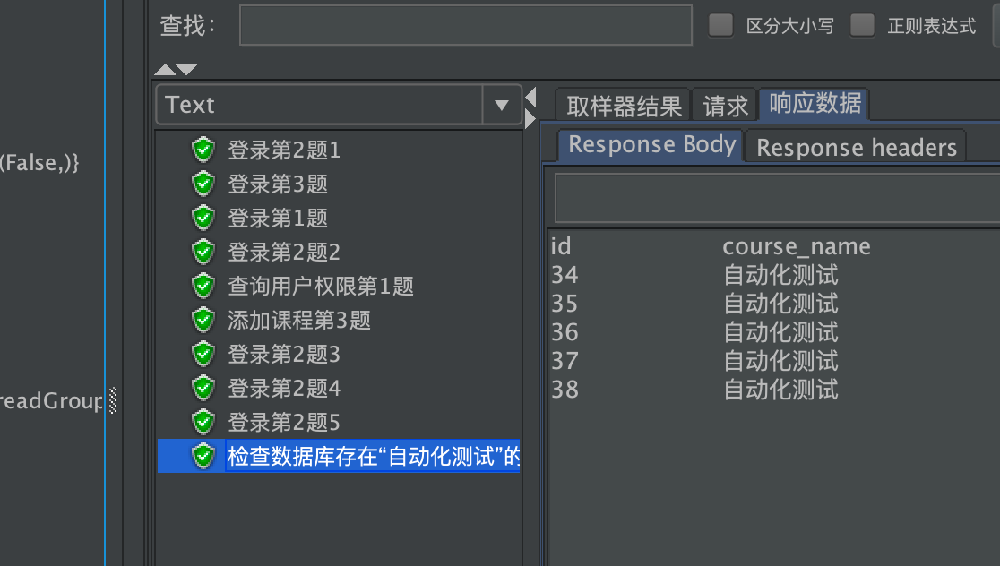 查找：
区分大小写
正则表达式
Text
取样器结果
请求
响应数据
(False,)}
登录第2题1
登录第3题
登录第1题
登录第2题2
查询用户权限第1题
添加课程第3题
登录第2题3
登录第2题4
登录第2题5
检查数据库存在“自动化测试”的
readGroup
Response Body
Response headers
id course_name
34 自动化测试
35 自动化测试
36 自动化测试
37 自动化测试
38 自动化测试